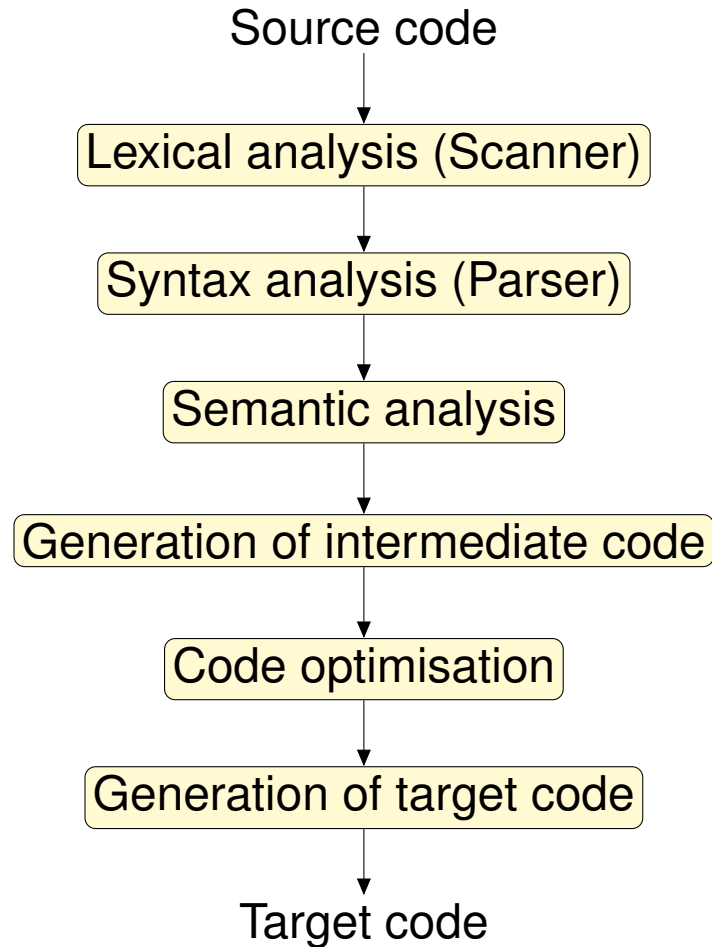 Source code
Lexical analysis (Scanner)
Syntax analysis (Parser)
Semantic analysis
Generation of intermediate code
Code optimisation
Generation of target code
Target code